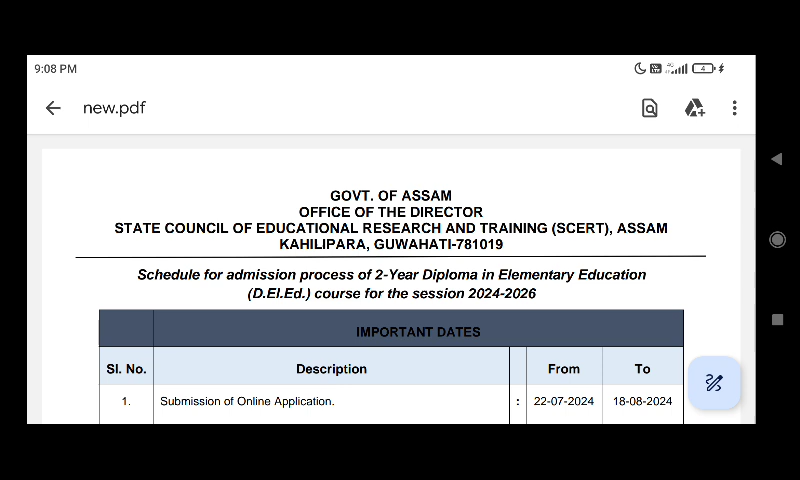 9:08 PM
4G
4
new.pdf
GOVT. OF ASSAM
OFFICE OF THE DIRECTOR
STATE COUNCIL OF EDUCATIONAL RESEARCH AND TRAINING (SCERT), ASSAM
KAHILIPARA, GUWAHATI-781019
Schedule for admission process of 2-Year Diploma in Elementary Education
(D.El.Ed.) course for the session 2024-2026
IMPORTANT DATES
Sl. No. Description From To
1. Submission of Online Application. : 22-07-2024 18-08-2024